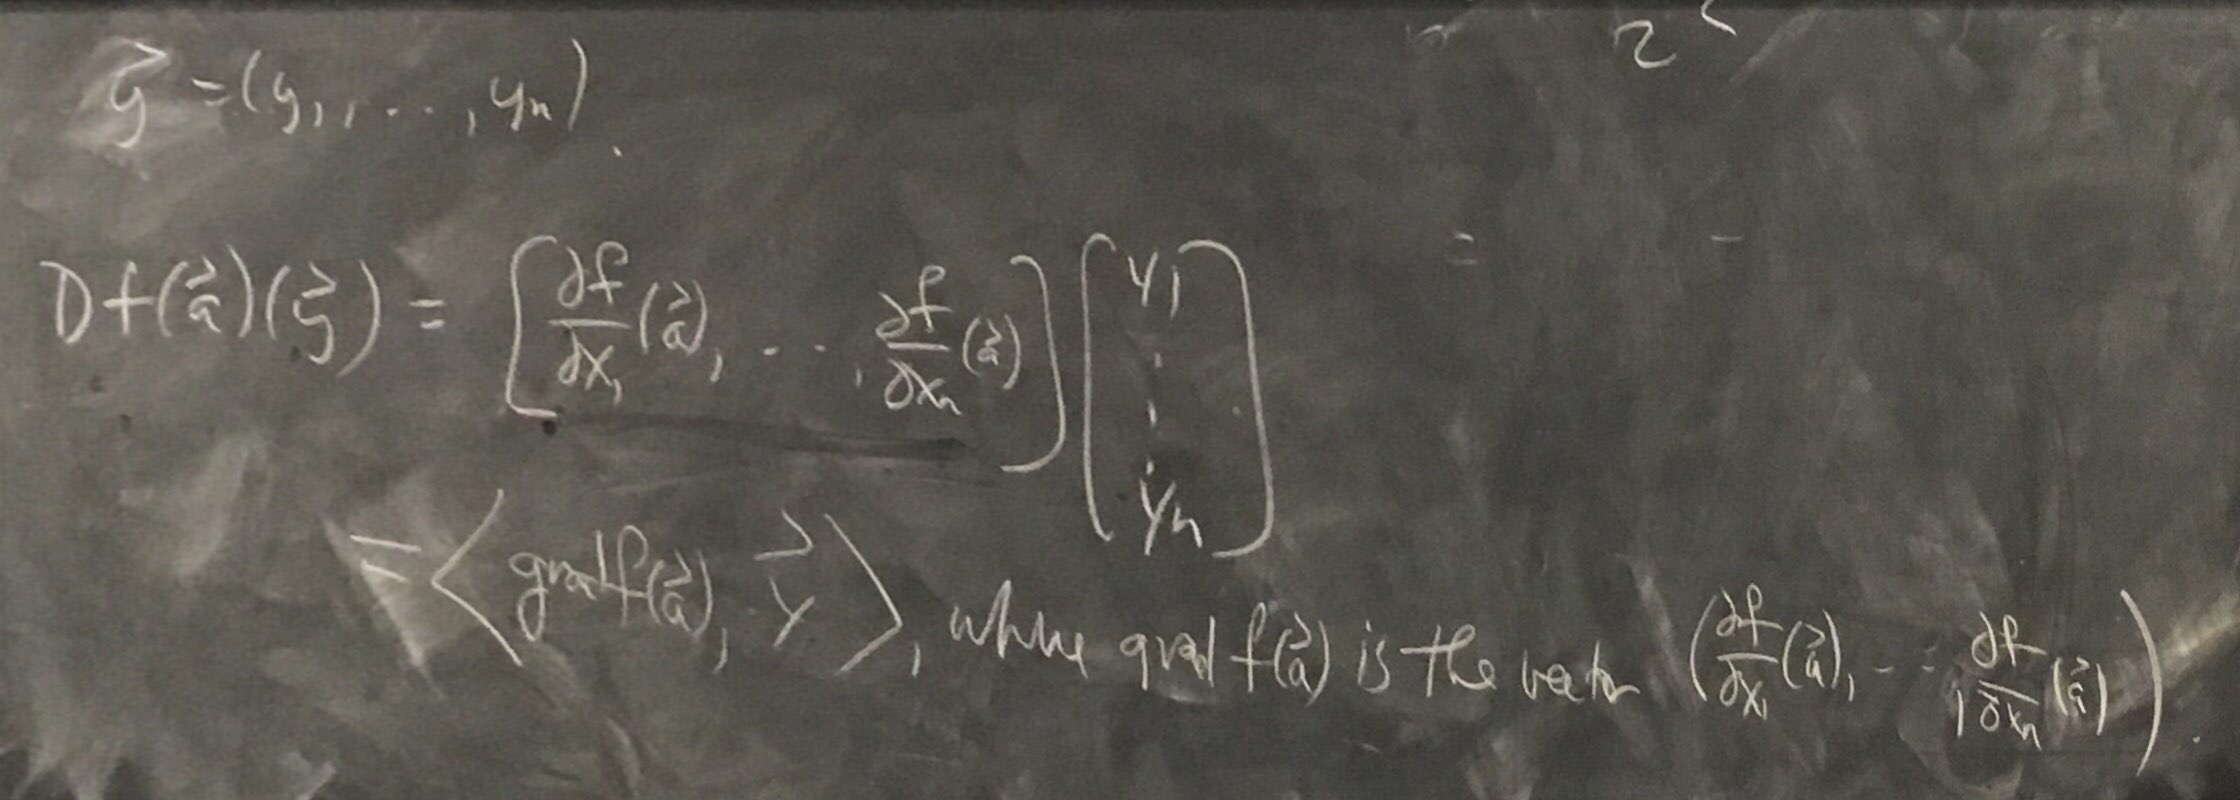 $\vec{y} = (y_1, \ldots, y_n)$.
$Df(\vec{a})(\vec{y}) = \left[ \frac{\partial f}{\partial x_1}(\vec{a}), \ldots, \frac{\partial f}{\partial x_n}(\vec{a}) \right] \begin{bmatrix} y_1 \\ \vdots \\ y_n \end{bmatrix}$
$= \left\langle \text{grad} f(\vec{a}), \vec{y} \right\rangle$, where grad $f(\vec{a})$ is the vector $\left( \frac{\partial f}{\partial x_1}(\vec{a}), \ldots, \frac{\partial f}{\partial x_n}(\vec{a}) \right)$.